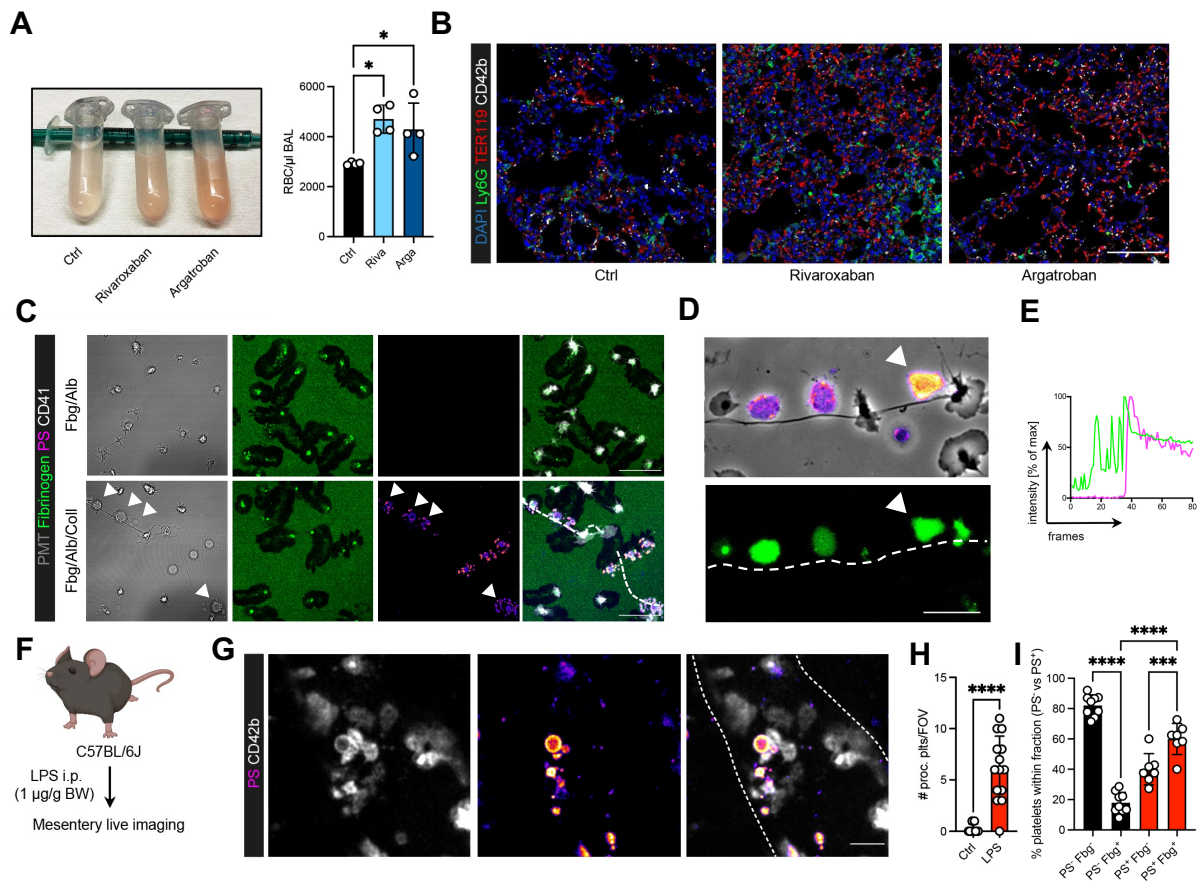 A
*
*
6000
4000
2000
0
RBC/µl BAL
Ctrl
Riva
Arga
Ctrl
Rivaroxaban
Argatroban
B
DAPI Ly6G TER119 CD42b
Ctrl
Rivaroxaban
Argatroban
C
PMT Fibrinogen PS CD41
Fbg/Alb
Fbg/Alb/Coll
D
E
intensity [% of max]
100
50
0
0 20 40 60 80
frames
F
C57BL/6J
LPS i.p.
(1 µg/g BW)
Mesentery live imaging
G
PS CD42b
H
****
# proc. plts/FOV
15
10
5
0
Ctrl
LPS
I
****
**** ***
% platelets within fraction (PS⁻ vs PS⁺)
100
80
60
40
20
0
PS⁻ Fbg⁻
PS⁻ Fbg⁺
PS⁺ Fbg⁻
PS⁺ Fbg⁺